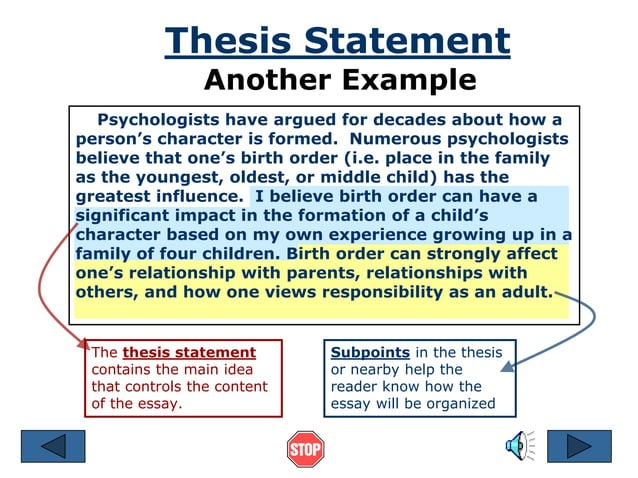 Thesis Statement
Another Example
Psychologists have argued for decades about how a
person's character is formed.  Numerous psychologists
believe that one's birth order (i.e. place in the family
as the youngest, oldest, or middle child) has the
greatest influence.  I believe birth order can have a
significant impact in the formation of a child's
character based on my own experience growing up in a
family of four children. Birth order can strongly affect
one's relationship with parents, relationships with
others, and how one views responsibility as an adult.
The thesis statement
contains the main idea
that controls the content
of the essay.
Subpoints in the thesis
or nearby help the
reader know how the
essay will be organized
STOP